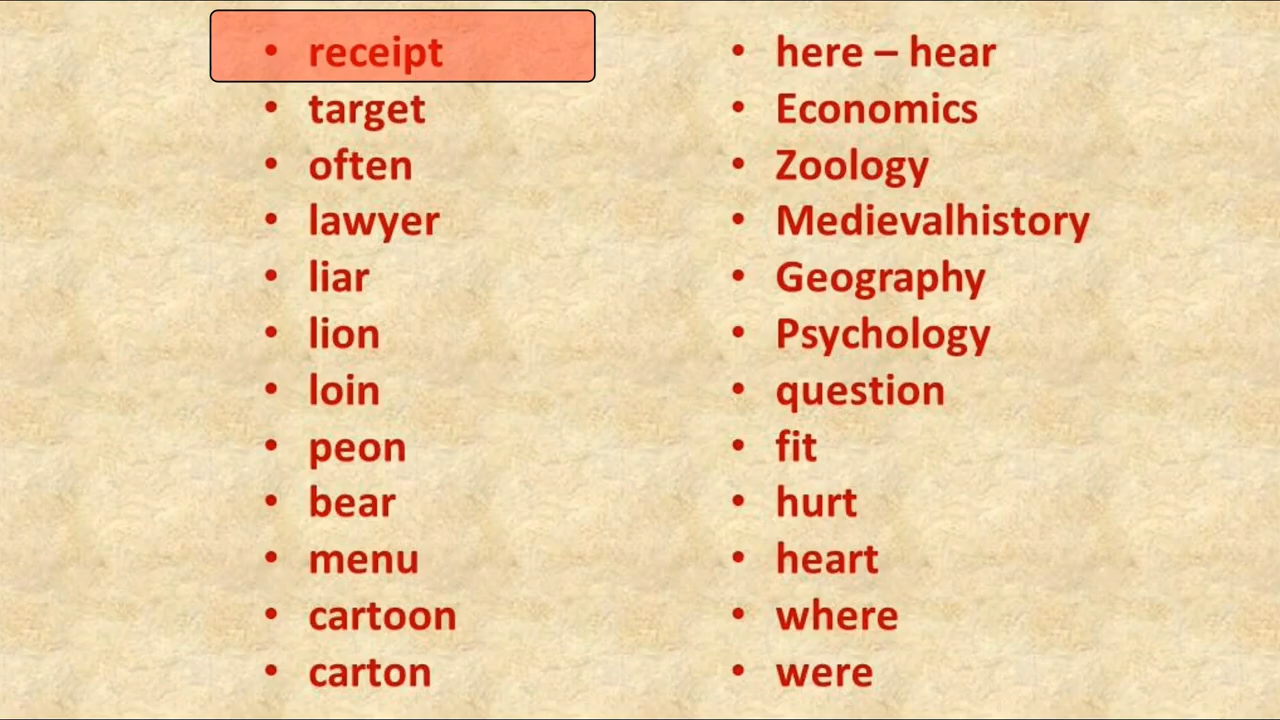 • receipt
• target
• often
• lawyer
• liar
• lion
• loin
• peon
• bear
• menu
• cartoon
• carton
• here – hear
• Economics
• Zoology
• Medievalhistory
• Geography
• Psychology
• question
• fit
• hurt
• heart
• where
• were